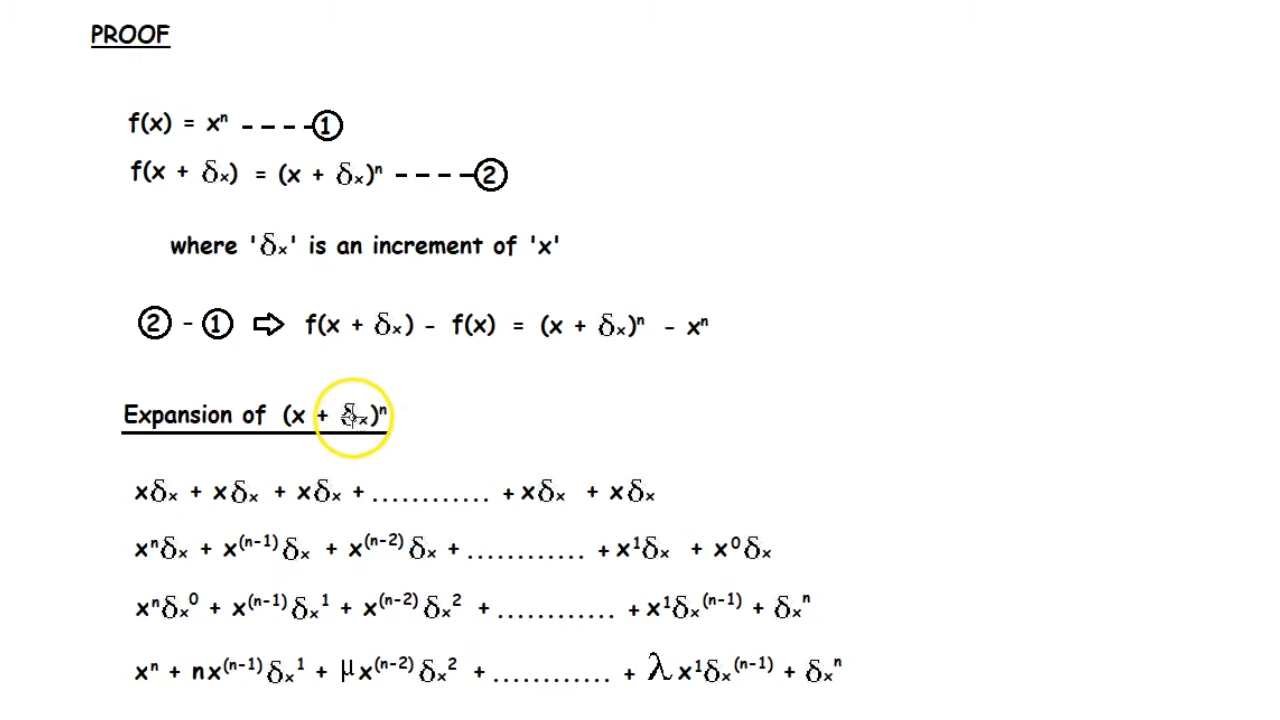 PROOF
f(x) = xⁿ ----①
f(x + δₓ) = (x + δₓ)ⁿ ----②
where 'δₓ' is an increment of 'x'
② - ① ⇨ f(x + δₓ) - f(x) = (x + δₓ)ⁿ - xⁿ
Expansion of (x + δₓ)ⁿ
xδₓ + xδₓ + xδₓ + ............ + xδₓ + xδₓ
xⁿδₓ + x⁽ⁿ⁻¹⁾δₓ + x⁽ⁿ⁻²⁾δₓ + ............ + x¹δₓ + x⁰δₓ
xⁿδₓ⁰ + x⁽ⁿ⁻¹⁾δₓ¹ + x⁽ⁿ⁻²⁾δₓ² + ............ + x¹δₓ⁽ⁿ⁻¹⁾ + δₓⁿ
xⁿ + nx⁽ⁿ⁻¹⁾δₓ¹ + μx⁽ⁿ⁻²⁾δₓ² + ............ + λx¹δₓ⁽ⁿ⁻¹⁾ + δₓⁿ